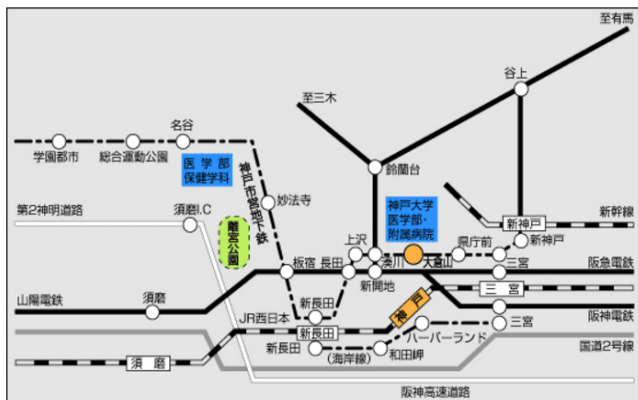 至有馬
谷上
至三木
名谷
学園都市
総合運動公園
医学部
保健学科
神戸市営地下鉄
妙法寺
鈴蘭台
神戸大学
医学部・
附属病院
新幹線
新神戸
新神戸
第2神明道路
須磨I.C
離宮公園
上沢
湊川
大倉山
県庁前
三宮
板宿
長田
新開地
阪急電鉄
山陽電鉄
須磨
JR西日本
新長田
新長田
神戸
三宮
阪神電鉄
新長田
(海岸線)
和田岬
ハーバーランド
三宮
国道2号線
須磨
阪神高速道路